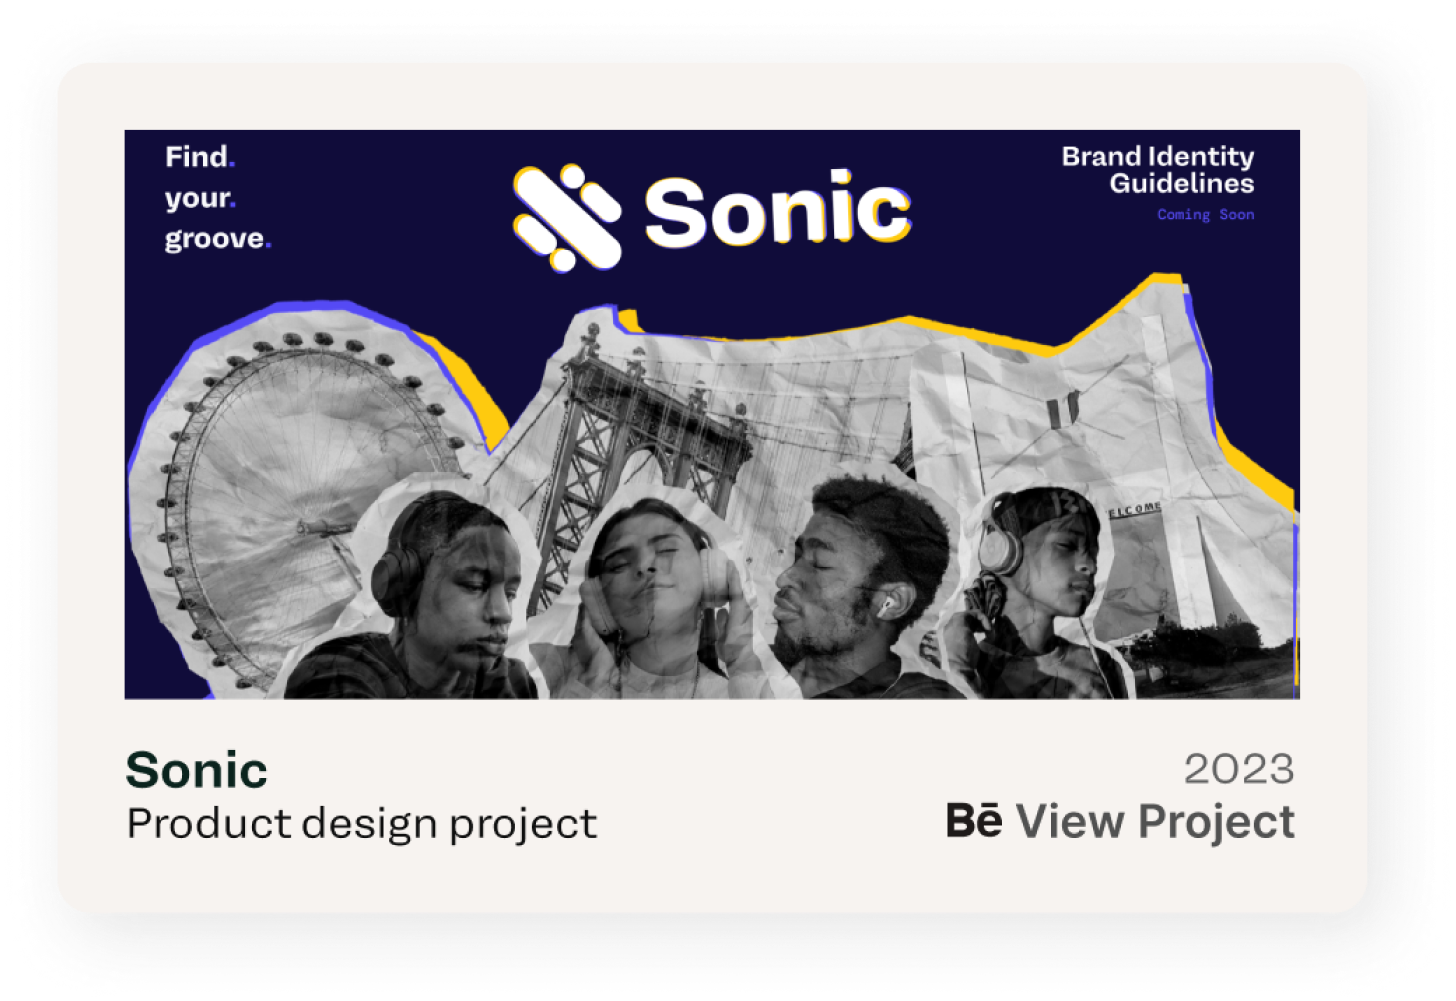 Find.
your.
groove.
Sonic
Brand Identity
Guidelines
Coming Soon
ELCOME
Sonic
Product design project
2023
Bē View Project